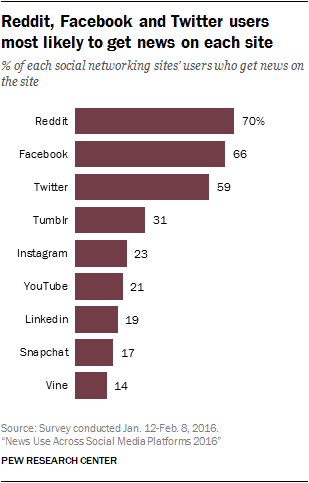 Reddit, Facebook and Twitter users
most likely to get news on each site
% of each social networking sites' users who get news on
the site
Reddit 70%
Facebook 66
Twitter 59
Tumblr 31
Instagram 23
YouTube 21
Linkedin 19
Snapchat 17
Vine 14
Source: Survey conducted Jan. 12-Feb. 8, 2016.
"News Use Across Social Media Platforms 2016"
PEW RESEARCH CENTER